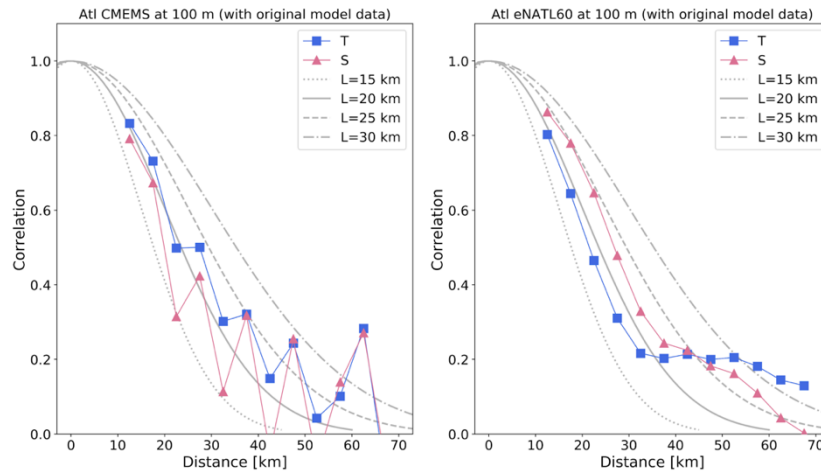 Atl CMEMS at 100 m (with original model data)
T
S
L=15 km
L=20 km
L=25 km
L=30 km
1.0
0.8
0.6
0.4
0.2
0.0
Correlation
0 10 20 30 40 50 60 70
Distance [km]
Atl eNATL60 at 100 m (with original model data)
T
S
L=15 km
L=20 km
L=25 km
L=30 km
1.0
0.8
0.6
0.4
0.2
0.0
Correlation
0 10 20 30 40 50 60 70
Distance [km]